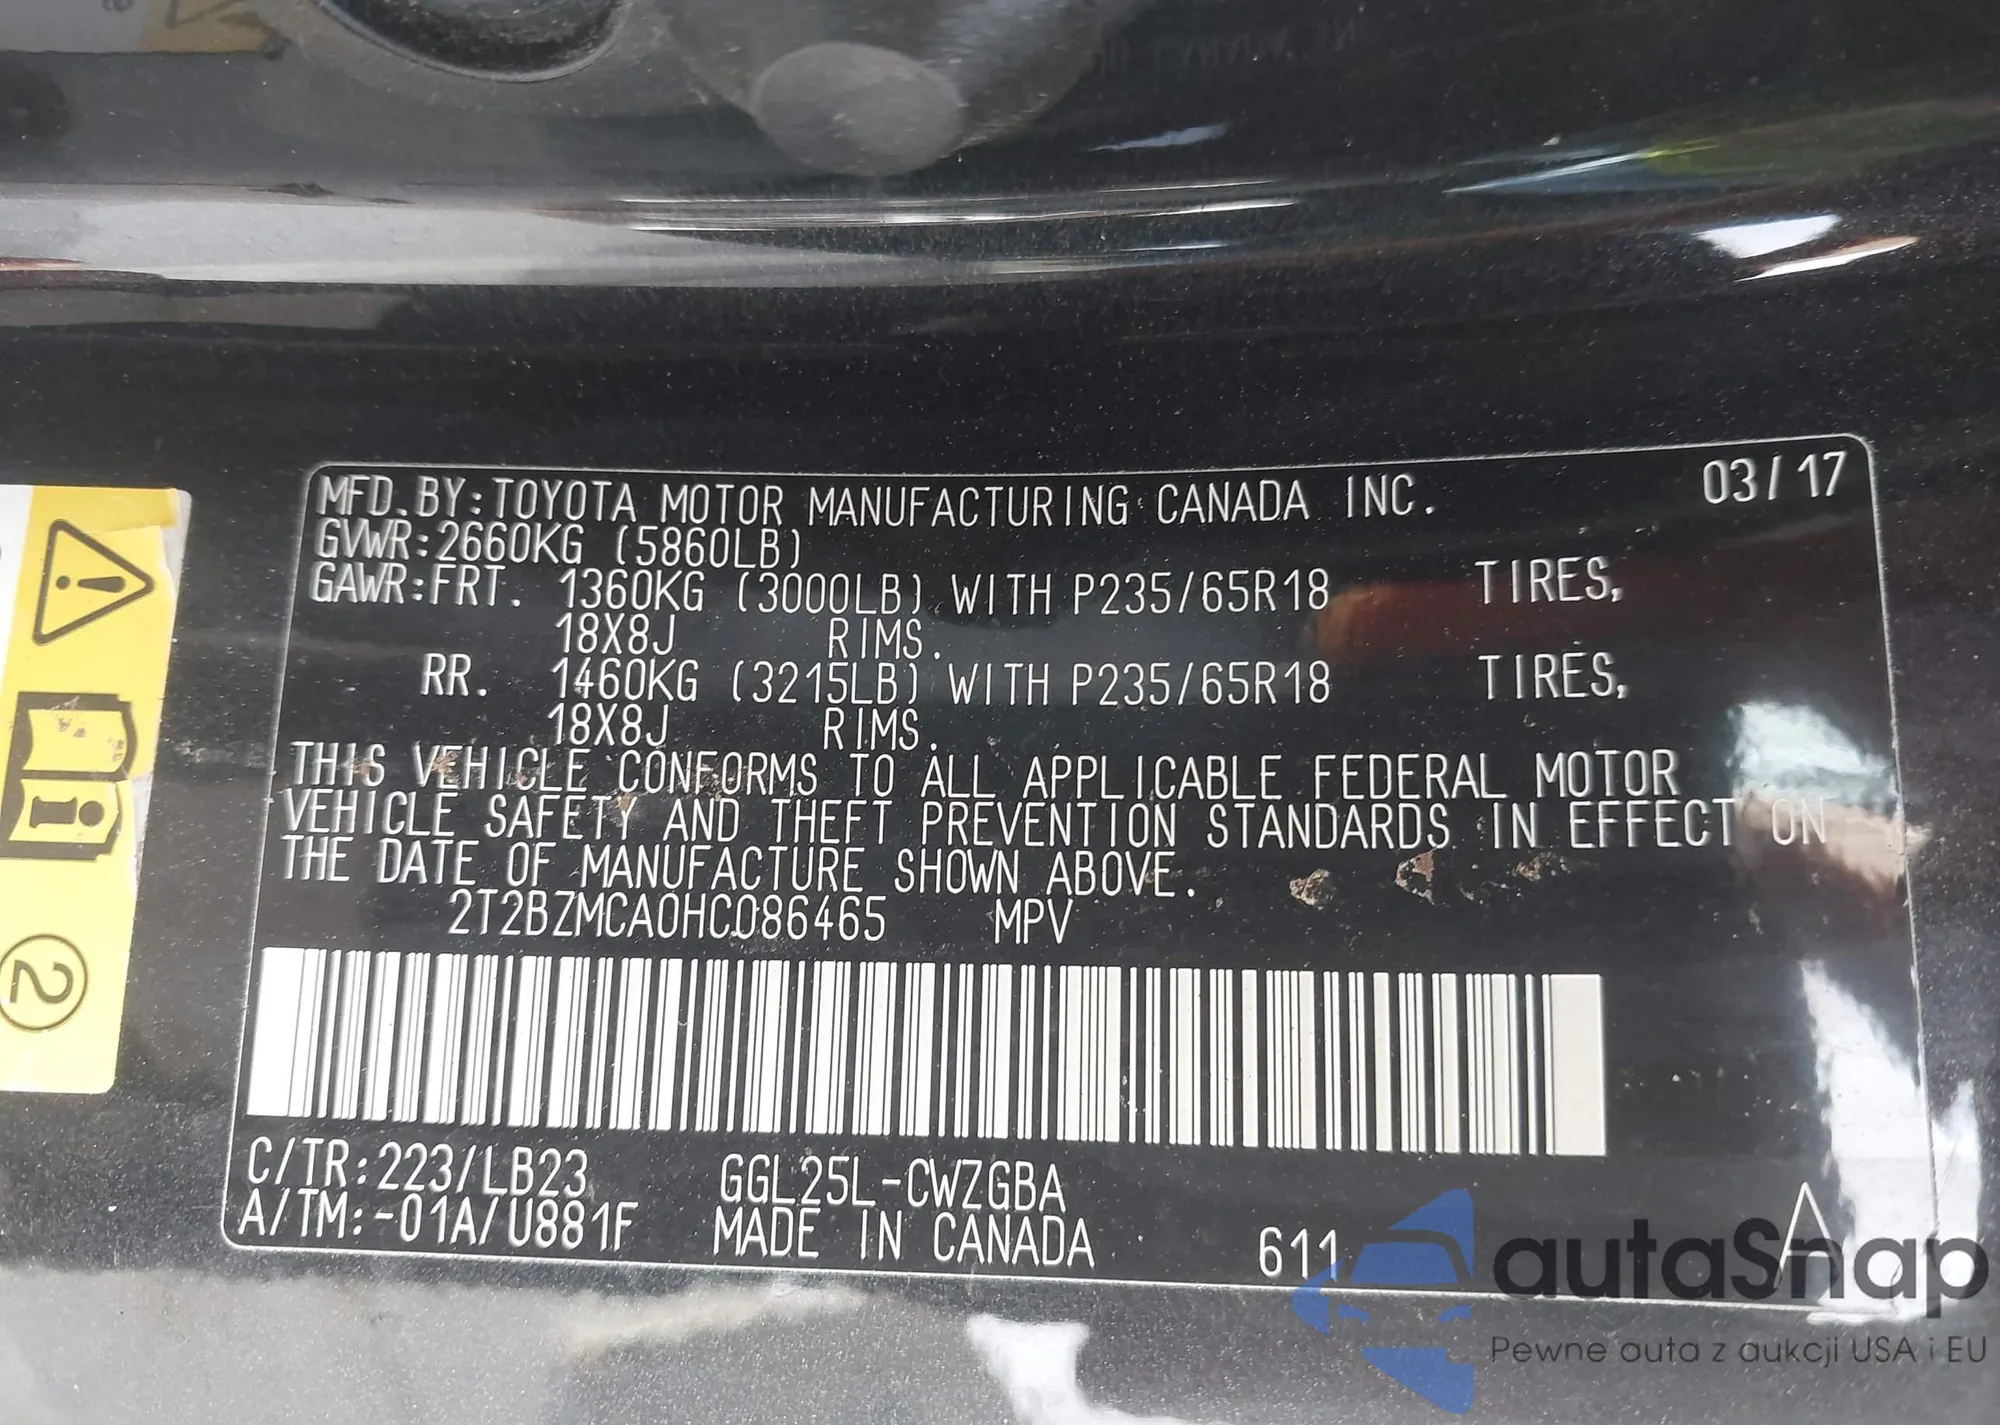 MFD. BY: TOYOTA MOTOR MANUFACTURING CANADA INC. 03/17
GVWR: 2660KG (5860LB)
GAWR: FRT. 1360KG (3000LB) WITH P235/65R18 TIRES,
18X8J RIMS.
RR. 1460KG (3215LB) WITH P235/65R18 TIRES,
18X8J RIMS.
THIS VEHICLE CONFORMS TO ALL APPLICABLE FEDERAL MOTOR
VEHICLE SAFETY AND THEFT PREVENTION STANDARDS IN EFFECT ON
THE DATE OF MANUFACTURE SHOWN ABOVE.
2T2BZMCA0HC086465 MPV
C/TR: 223/LB23 GGL25L-CWZGBA
A/TM: -01A/U881F MADE IN CANADA 611 A
2
autaSnap
Pewne auta z aukcji USA i EU